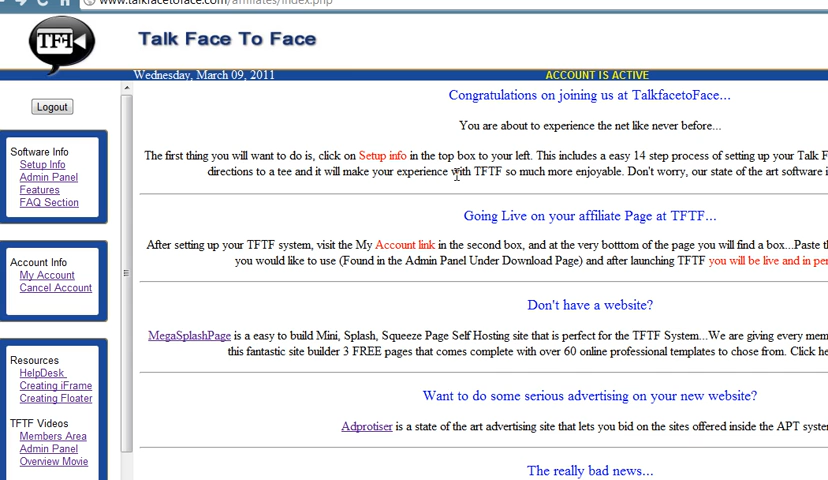 www.talkfacetoface.com/affiliates/index.php
TFF
Talk Face To Face
Wednesday, March 09, 2011
ACCOUNT IS ACTIVE
Logout
Software Info
Setup Info
Admin Panel
Features
FAQ Section
Account Info
My Account
Cancel Account
Resources
HelpDesk
Creating iFrame
Creating Floater
TFTF Videos
Members Area
Admin Panel
Overview Movie
Congratulations on joining us at TalkfacetoFace...
You are about to experience the net like never before...
The first thing you will want to do is, click on Setup info in the top box to your left. This includes a easy 14 step process of setting up your Talk F
directions to a tee and it will make your experience with TFTF so much more enjoyable. Don't worry, our state of the art software i
Going Live on your affiliate Page at TFTF...
After setting up your TFTF system, visit the My Account link in the second box, and at the very botttom of the page you will find a box...Paste th
you would like to use (Found in the Admin Panel Under Download Page) and after launching TFTF you will be live and in per
Don't have a website?
MegaSplashPage is a easy to build Mini, Splash, Squeeze Page Self Hosting site that is perfect for the TFTF System...We are giving every mem
this fantastic site builder 3 FREE pages that comes complete with over 60 online professional templates to chose from. Click he
Want to do some serious advertising on your new website?
Adprotiser is a state of the art advertising site that lets you bid on the sites offered inside the APT syste
The really bad news...